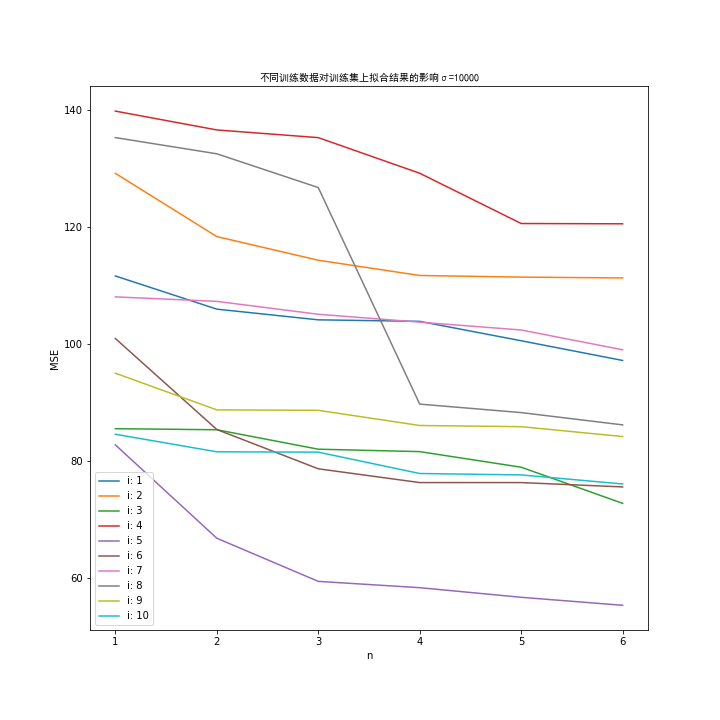 不同训练数据对训练集上拟合结果的影响 σ=10000
140
120
100
80
60
MSE
i: 1
i: 2
i: 3
i: 4
i: 5
i: 6
i: 7
i: 8
i: 9
i: 10
1 2 3 4 5 6
n